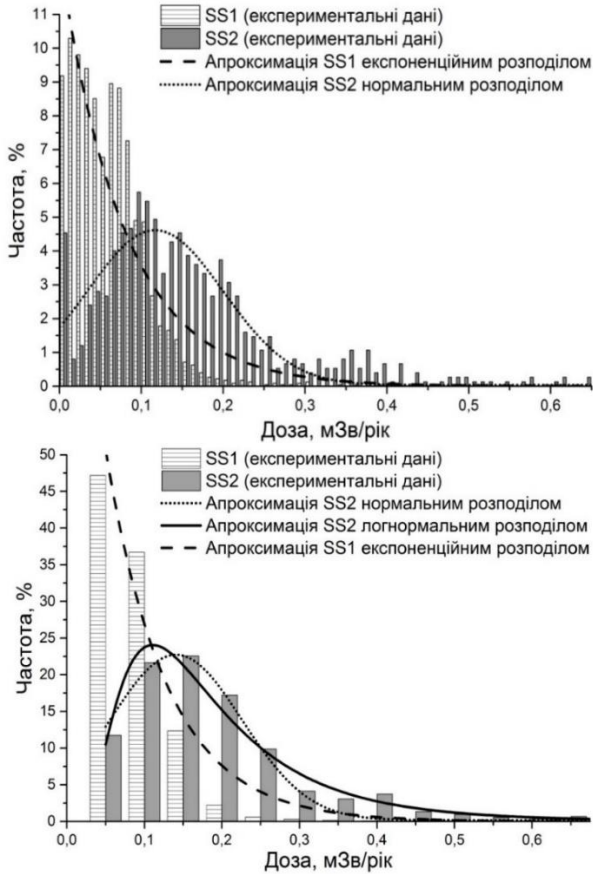 11
10
9
8
7
6
5
4
3
2
1
0
Частота, %
SS1 (експериментальні дані)
SS2 (експериментальні дані)
Апроксимація SS1 експоненційним розподілом
Апроксимація SS2 нормальним розподілом
0,0 0,1 0,2 0,3 0,4 0,5 0,6
Доза, мЗв/рік
50
45
40
35
30
25
20
15
10
5
0
Частота, %
SS1 (експериментальні дані)
SS2 (експериментальні дані)
Апроксимація SS2 нормальним розподілом
Апроксимація SS2 логнормальним розподілом
Апроксимація SS1 експоненційним розподілом
0,0 0,1 0,2 0,3 0,4 0,5 0,6
Доза, мЗв/рік